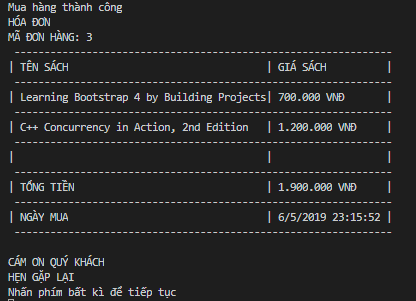 Mua hàng thành công
HÓA ĐƠN
MÃ ĐƠN HÀNG: 3
--------------------------------------------------------------
| TÊN SÁCH | GIÁ SÁCH |
--------------------------------------------------------------
| Learning Bootstrap 4 by Building Projects| 700.000 VNĐ |
--------------------------------------------------------------
| C++ Concurrency in Action, 2nd Edition | 1.200.000 VNĐ |
--------------------------------------------------------------
| | |
--------------------------------------------------------------
| TỔNG TIỀN | 1.900.000 VNĐ |
--------------------------------------------------------------
| NGÀY MUA | 6/5/2019 23:15:52 |
--------------------------------------------------------------
CÁM ƠN QUÝ KHÁCH
HẸN GẶP LẠI
Nhấn phím bất kì để tiếp tục